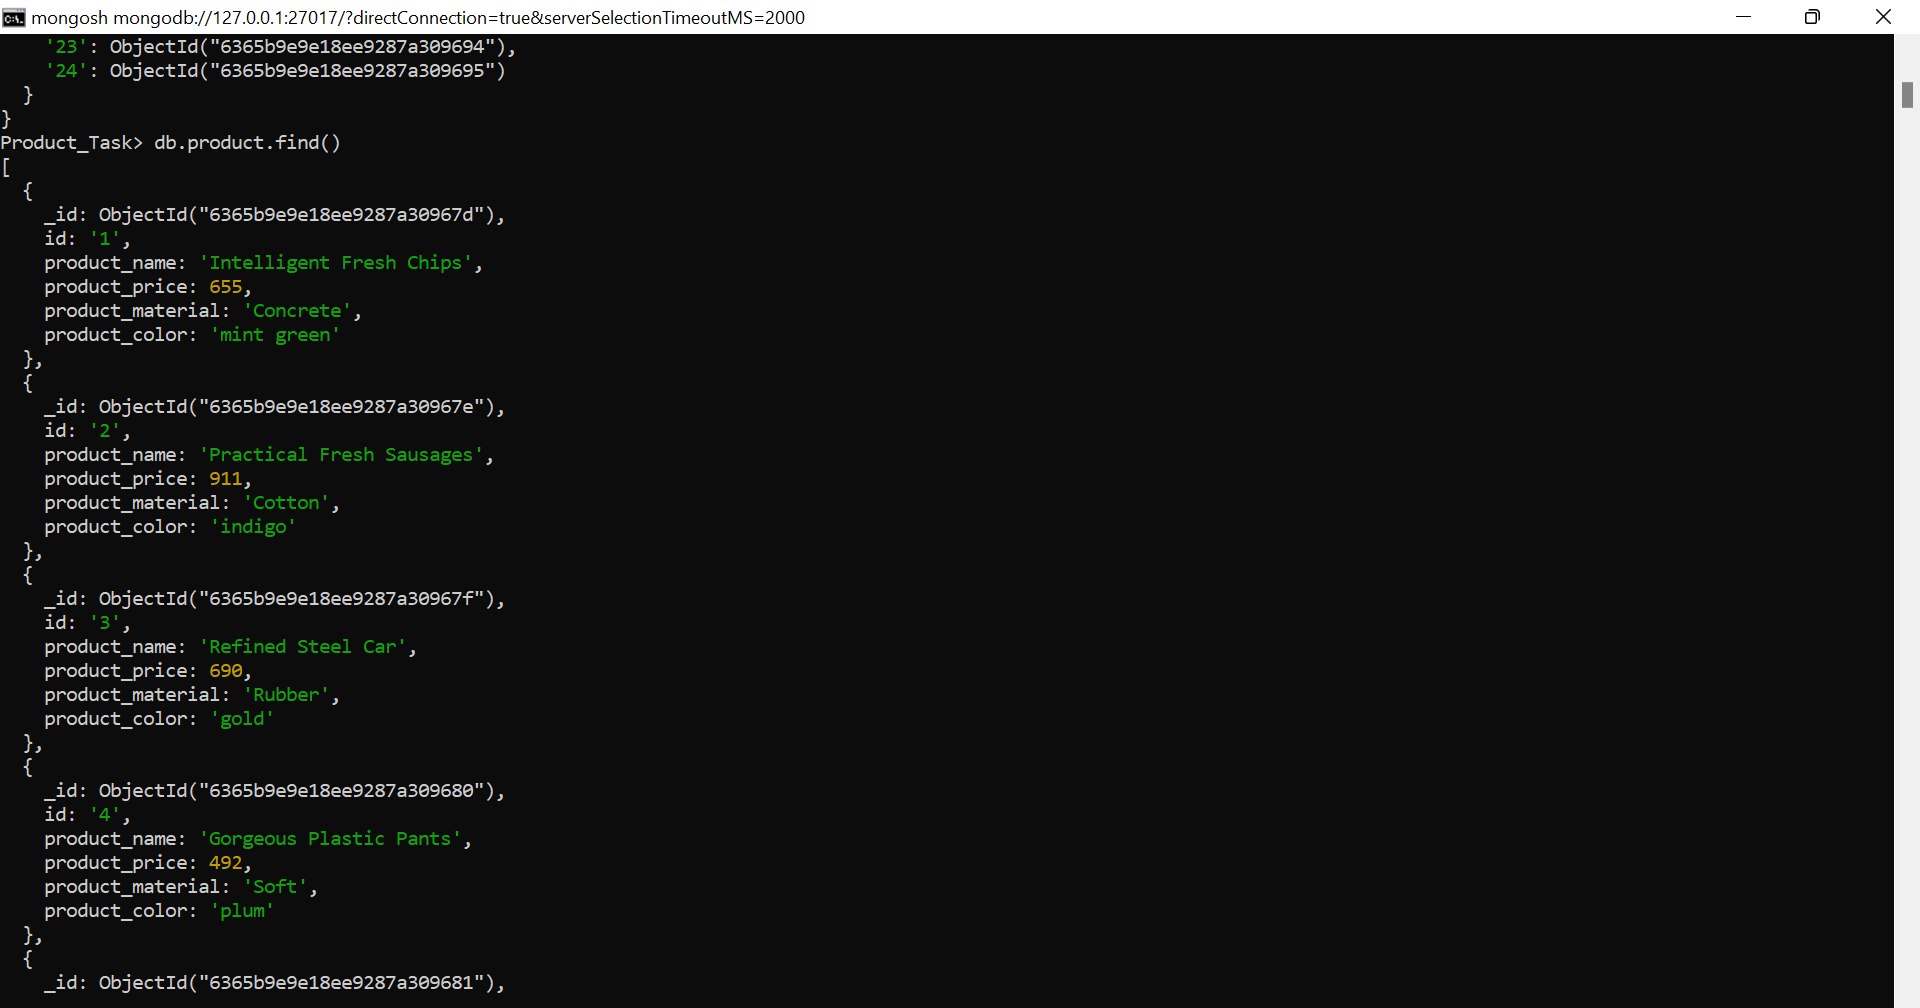 mongosh mongodb://127.0.0.1:27017/?directConnection=true&serverSelectionTimeoutMS=2000
    '23': ObjectId("6365b9e9e18ee9287a309694"),
    '24': ObjectId("6365b9e9e18ee9287a309695")
  }
}
Product_Task> db.product.find()
[
  {
    _id: ObjectId("6365b9e9e18ee9287a30967d"),
    id: '1',
    product_name: 'Intelligent Fresh Chips',
    product_price: 655,
    product_material: 'Concrete',
    product_color: 'mint green'
  },
  {
    _id: ObjectId("6365b9e9e18ee9287a30967e"),
    id: '2',
    product_name: 'Practical Fresh Sausages',
    product_price: 911,
    product_material: 'Cotton',
    product_color: 'indigo'
  },
  {
    _id: ObjectId("6365b9e9e18ee9287a30967f"),
    id: '3',
    product_name: 'Refined Steel Car',
    product_price: 690,
    product_material: 'Rubber',
    product_color: 'gold'
  },
  {
    _id: ObjectId("6365b9e9e18ee9287a309680"),
    id: '4',
    product_name: 'Gorgeous Plastic Pants',
    product_price: 492,
    product_material: 'Soft',
    product_color: 'plum'
  },
  {
    _id: ObjectId("6365b9e9e18ee9287a309681"),